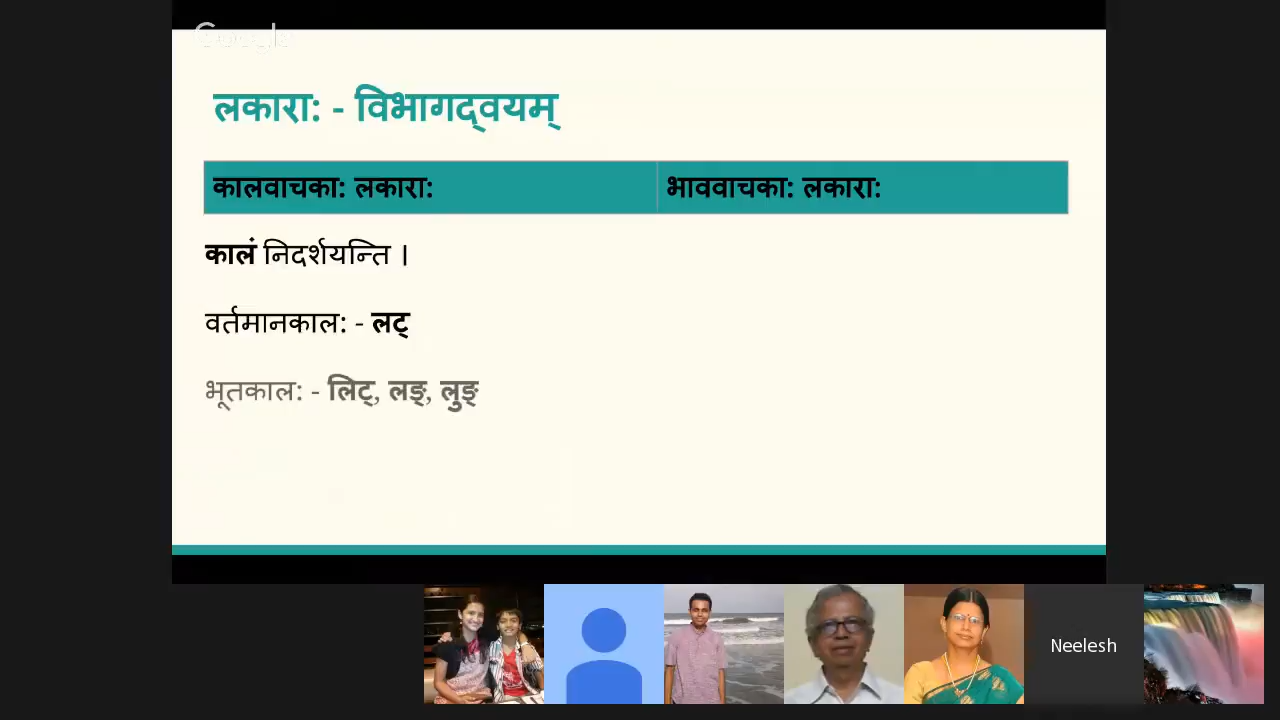 Google
लकारा: - विभागद्वयम्
कालवाचका: लकारा: भाववाचका: लकारा:
कालं निदर्शयन्ति ।
वर्तमानकाल: - लट्
भूतकाल: - लिट्, लङ्, लुङ्
Neelesh